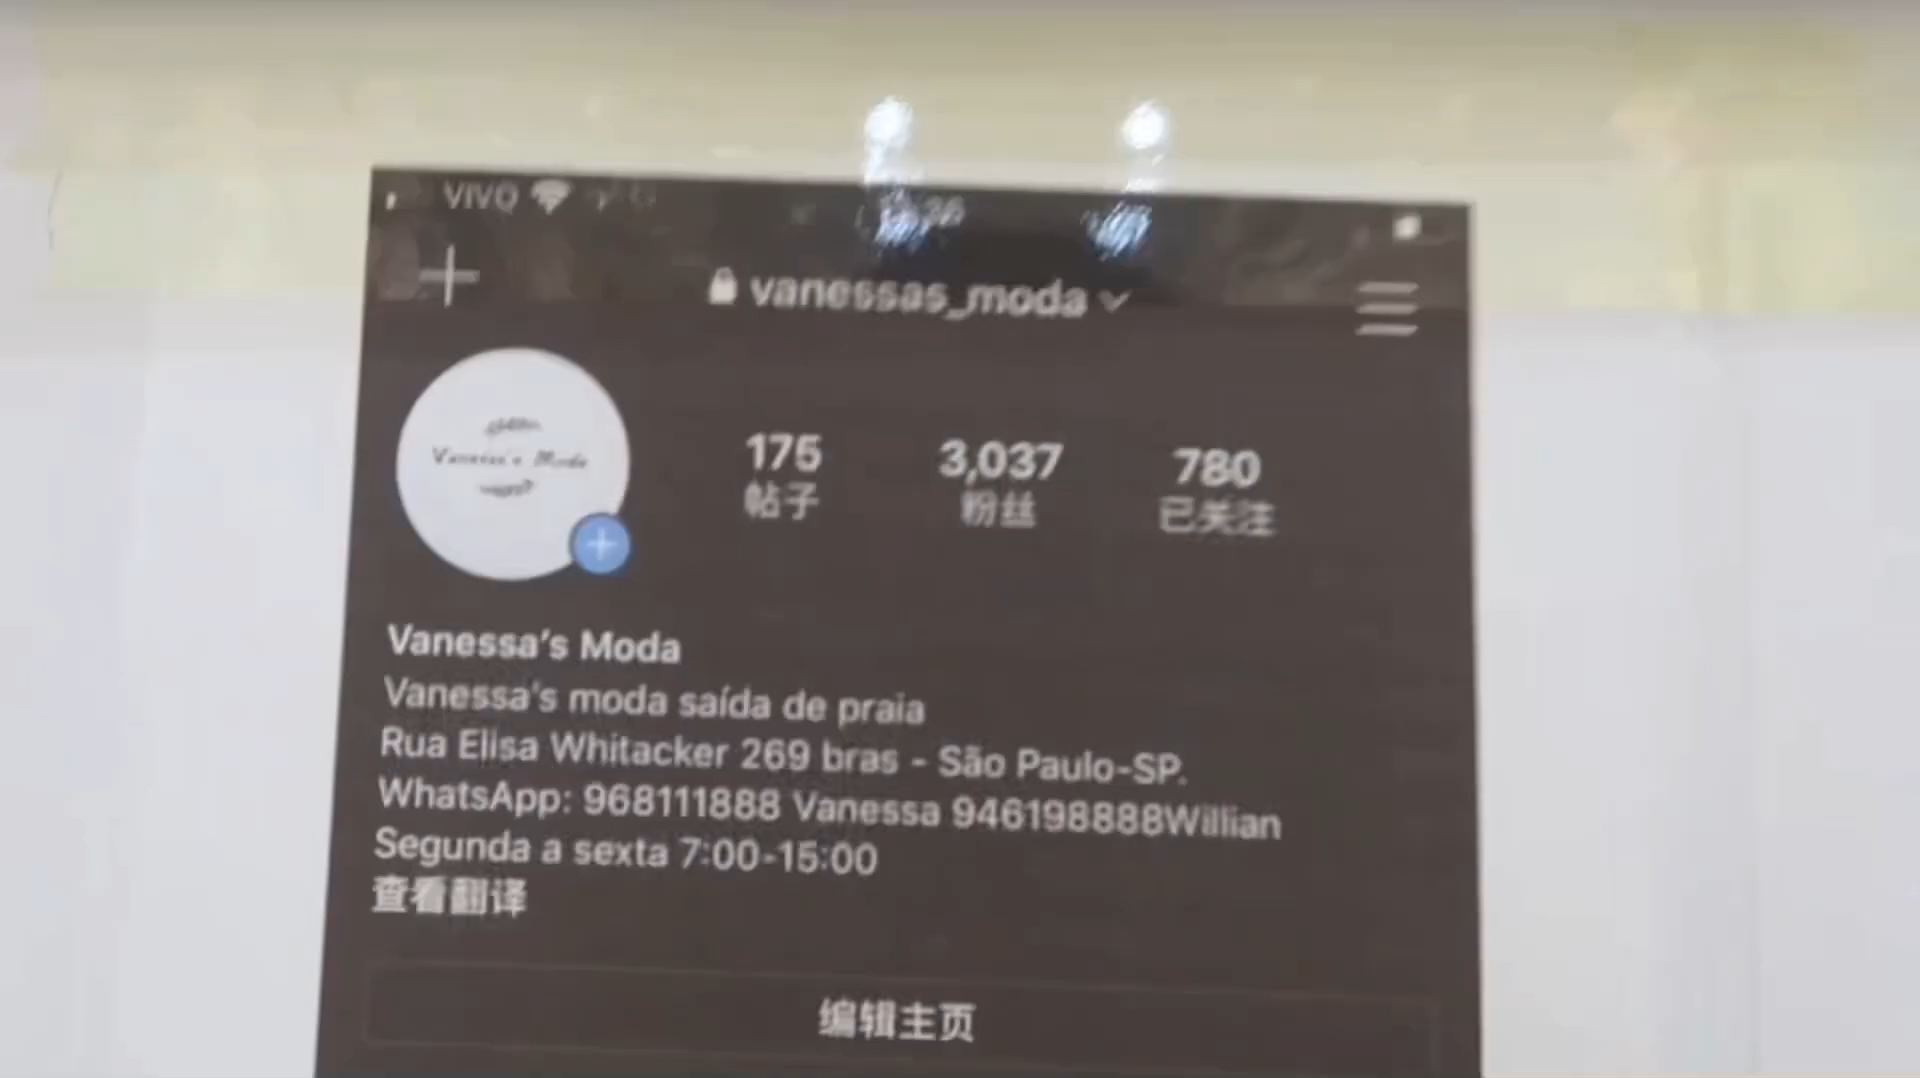 VIVO
vanessas_moda
Vanessa's Moda
175
帖子
3,037
粉丝
780
已关注
Vanessa's Moda
Vanessa's moda saída de praia
Rua Elisa Whitacker 269 bras - São Paulo-SP.
WhatsApp: 968111888 Vanessa 946198888Willian
Segunda a sexta 7:00-15:00
查看翻译
编辑主页